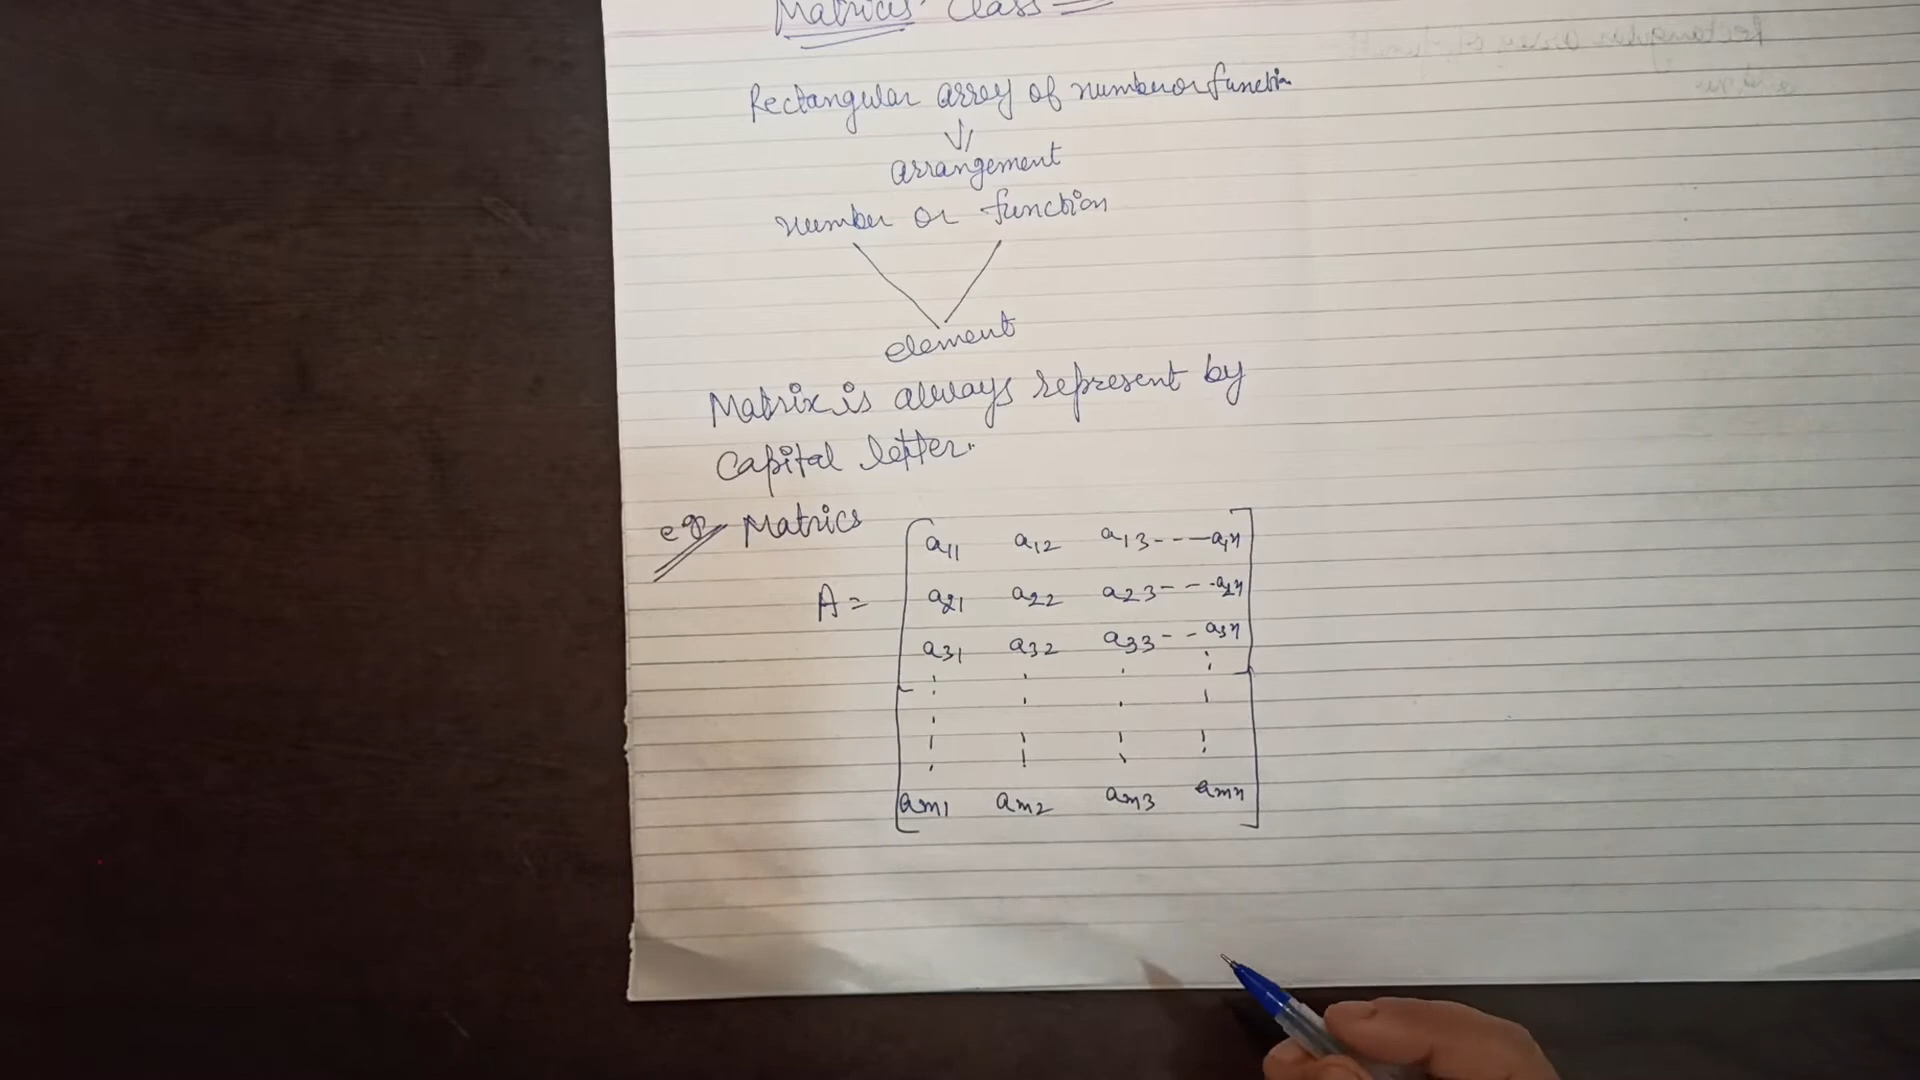 Matrices Class
Rectangular array of number or function
arrangement
number or function
element
Matrix is always represent by
Capital letter.
eg Matrics
a11 a12 a13 - - - a1n
A = a21 a22 a23 - - - a2n
a31 a32 a33 - - a3n
am1 am2 am3 amn